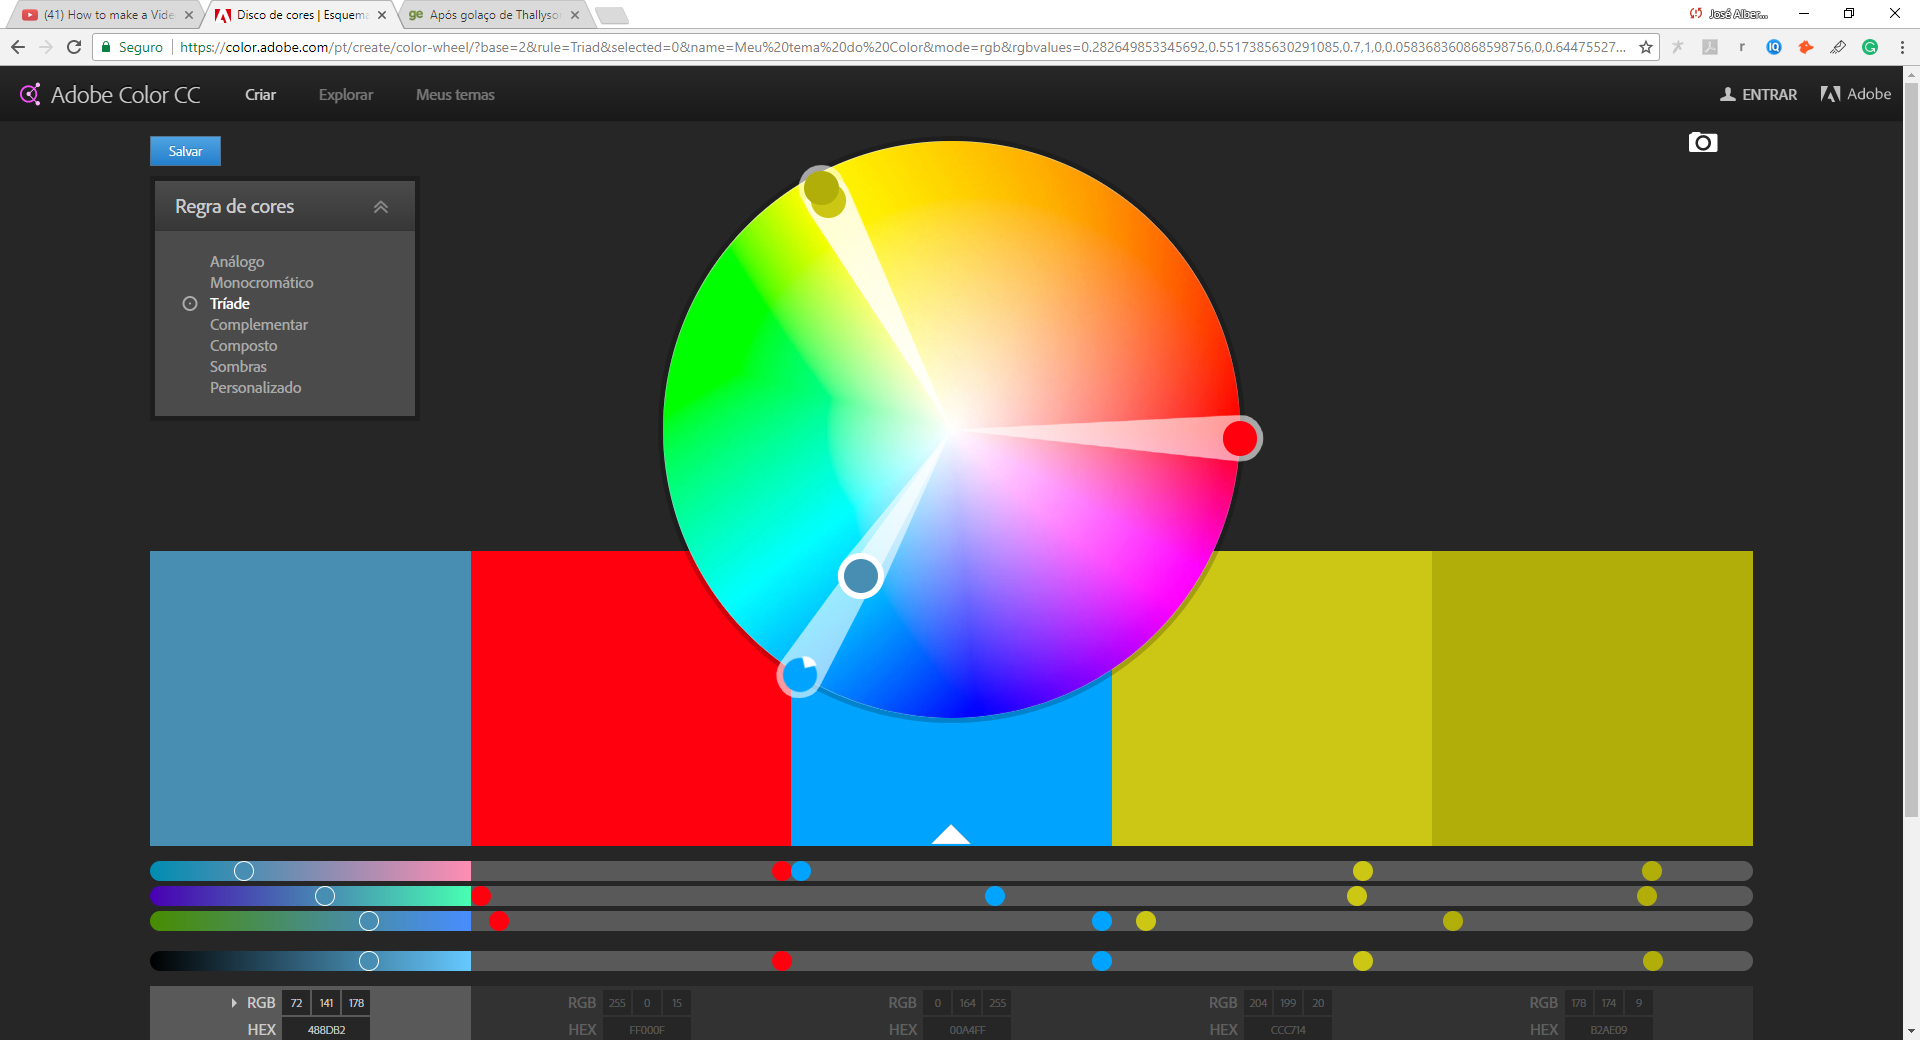 (41) How to make a Vide
Disco de cores | Esquema
ge Após golaço de Thallyso
José Alber...
Seguro https://color.adobe.com/pt/create/color-wheel/?base=2&rule=Triad&selected=0&name=Meu%20tema%20do%20Color&mode=rgb&rgbvalues=0.282649853345692,0.5517385630291085,0.7,1,0,0.058368360868598756,0,0.64475527...
Adobe Color CC
Criar
Explorar
Meus temas
ENTRAR
Adobe
Salvar
Regra de cores
Análogo
Monocromático
Tríade
Complementar
Composto
Sombras
Personalizado
RGB 72 141 178
RGB 255 0 15
RGB 0 164 255
RGB 204 199 20
RGB 178 174 9
HEX 488DB2
HEX FF000F
HEX 00A4FF
HEX CCC714
HEX B2AE09